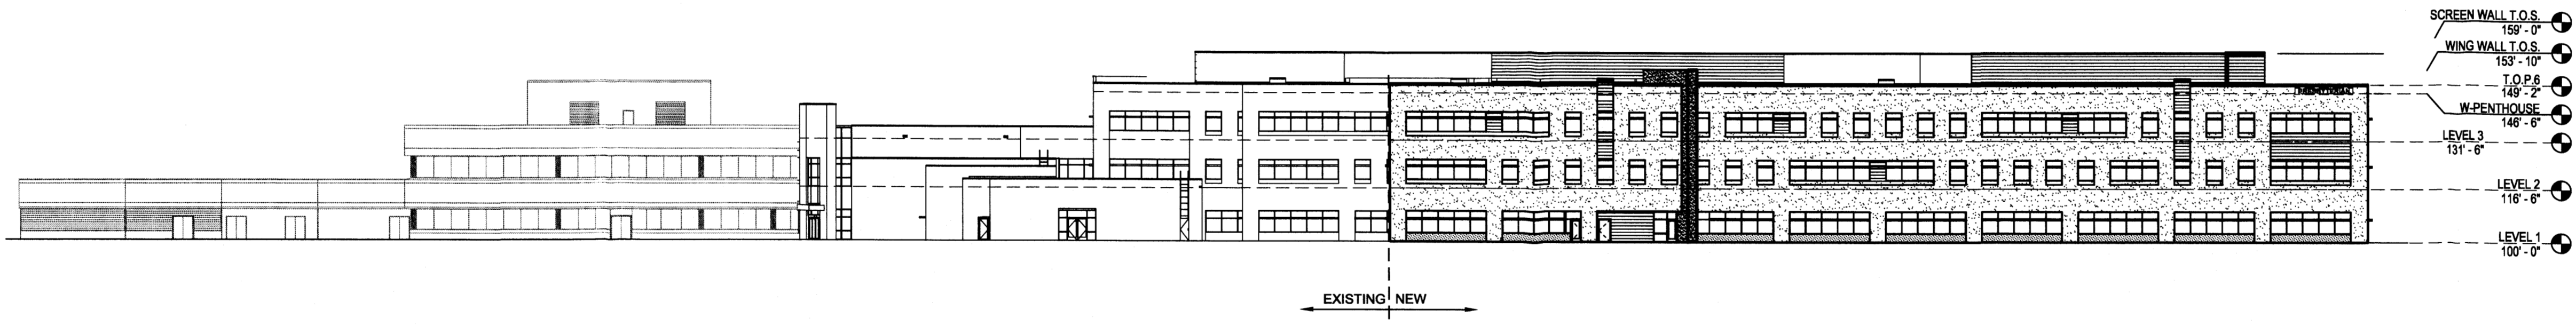 SCREEN WALL T.O.S.
159' - 0"
WING WALL T.O.S.
153' - 10"
T.O.P.6
149' - 2"
W-PENTHOUSE
146' - 6"
LEVEL 3
131' - 6"
LEVEL 2
116' - 6"
LEVEL 1
100' - 0"
EXISTING NEW